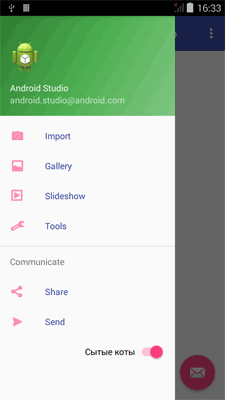 16:33
Android Studio
android.studio@android.com
Import
Gallery
Slideshow
Tools
Communicate
Share
Send
Сытые коты